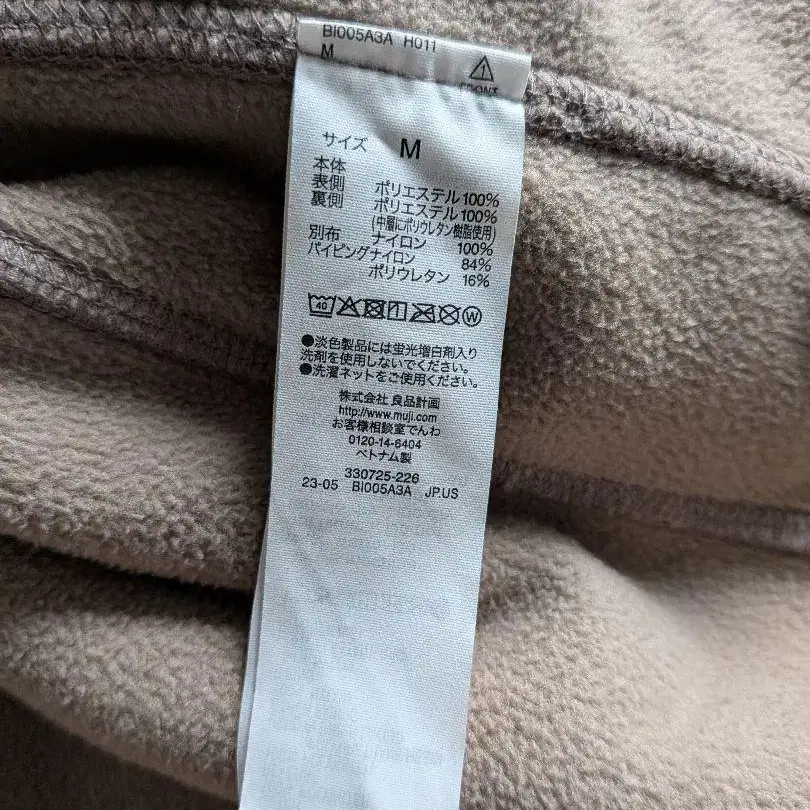 BI005A3A H011
M
サイズ M
本体
表側 ポリエステル100%
裏側 ポリエステル100%
(中層にポリウレタン樹脂使用)
別布 ナイロン 100%
パイピングナイロン 84%
ポリウレタン 16%
40
W
●淡色製品には蛍光増白剤入り
洗剤を使用しないでください。
●洗濯ネットをご使用ください。
株式会社 良品計画
http://www.muji.com
お客様相談室でんわ
0120-14-6404
ベトナム製
330725-226
23-05 BI005A3A JP.US